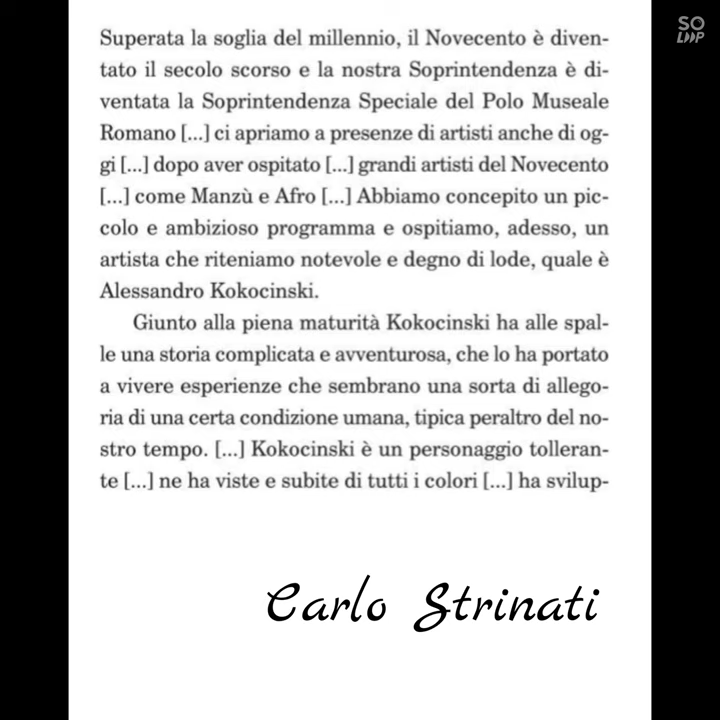 SO
LOOP
Superata la soglia del millennio, il Novecento è diven-
tato il secolo scorso e la nostra Soprintendenza è di-
ventata la Soprintendenza Speciale del Polo Museale
Romano [...] ci apriamo a presenze di artisti anche di og-
gi [...] dopo aver ospitato [...] grandi artisti del Novecento
[...] come Manzù e Afro [...] Abbiamo concepito un pic-
colo e ambizioso programma e ospitiamo, adesso, un
artista che riteniamo notevole e degno di lode, quale è
Alessandro Kokocinski.
Giunto alla piena maturità Kokocinski ha alle spal-
le una storia complicata e avventurosa, che lo ha portato
a vivere esperienze che sembrano una sorta di allego-
ria di una certa condizione umana, tipica peraltro del no-
stro tempo. [...] Kokocinski è un personaggio tolleran-
te [...] ne ha viste e subite di tutti i colori [...] ha svilup-
Carlo Strinati